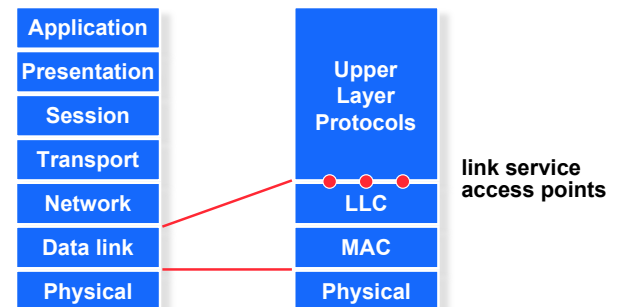 Application
Presentation
Session
Transport
Network
Data link
Physical
Upper
Layer
Protocols
LLC
MAC
Physical
link service
access points